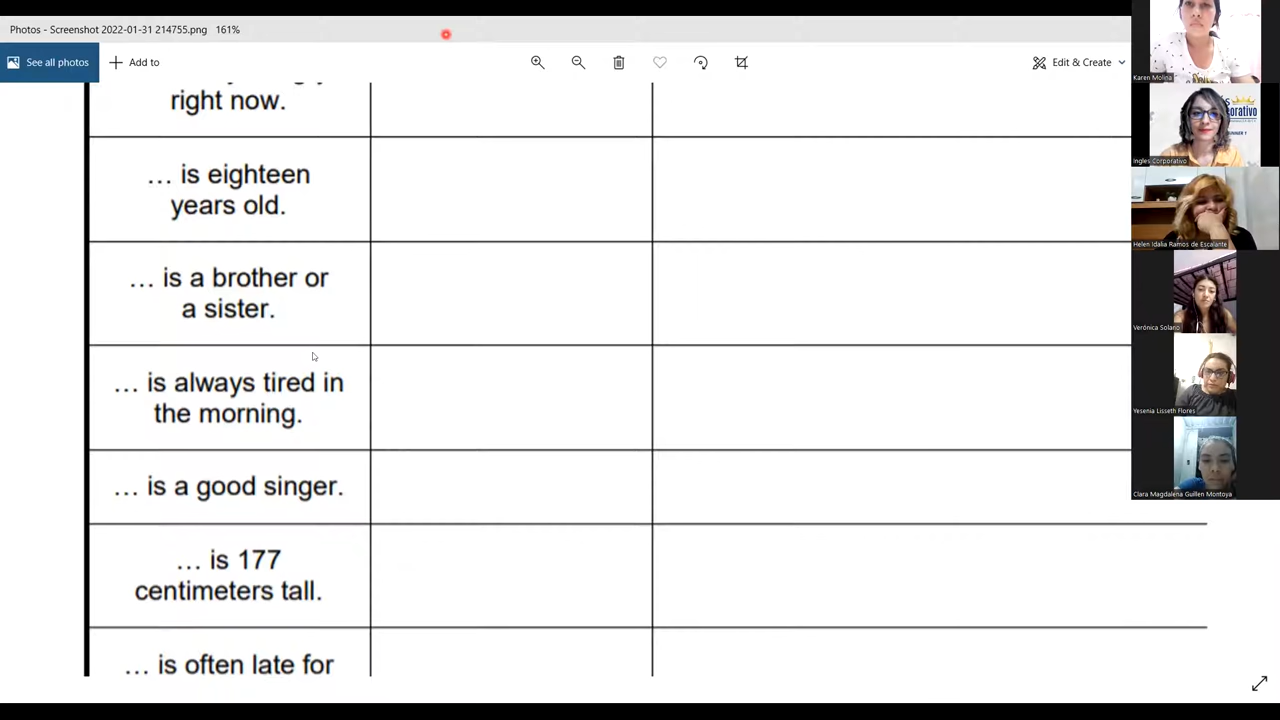 Photos - Screenshot 2022-01-31 214755.png 161%
See all photos
Add to
Edit & Create
right now.
… is eighteen
years old.
… is a brother or
a sister.
… is always tired in
the morning.
… is a good singer.
… is 177
centimeters tall.
… is often late for
Karen Molina
orativo
Ingles Corporativo
Helen Idalia Ramos de Escalante
Verónica Solano
Yesenia Lisseth Flores
Clara Magdalena Guillen Montoya